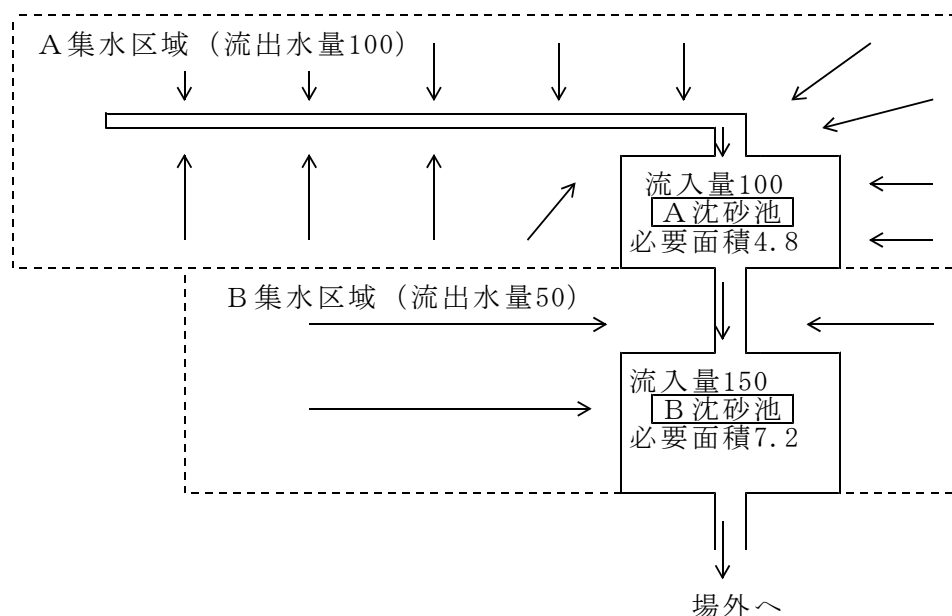 A集水区域（流出水量100）
流入量100
A沈砂池
必要面積4.8
B集水区域（流出水量50）
流入量150
B沈砂池
必要面積7.2
場外へ